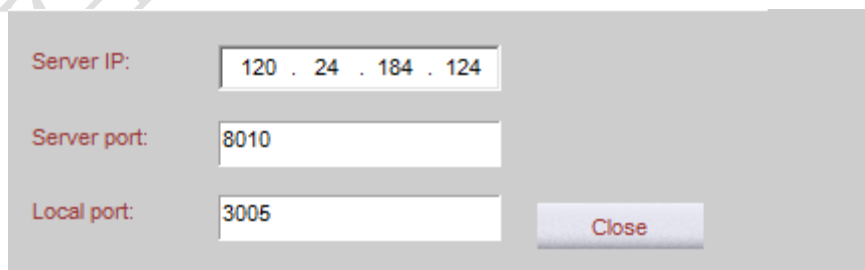 Server IP: 120 . 24 . 184 . 124
Server port: 8010
Local port: 3005 Close